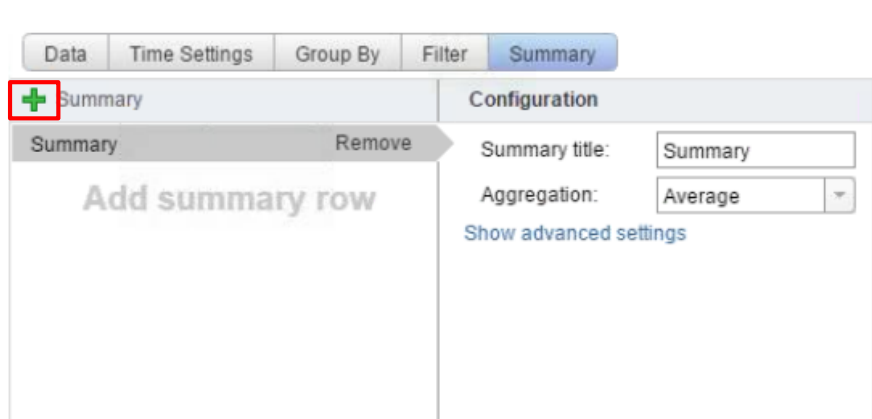 Data Time Settings Group By Filter Summary
Summary
Configuration
Summary Remove
Add summary row
Summary title: Summary
Aggregation: Average
Show advanced settings